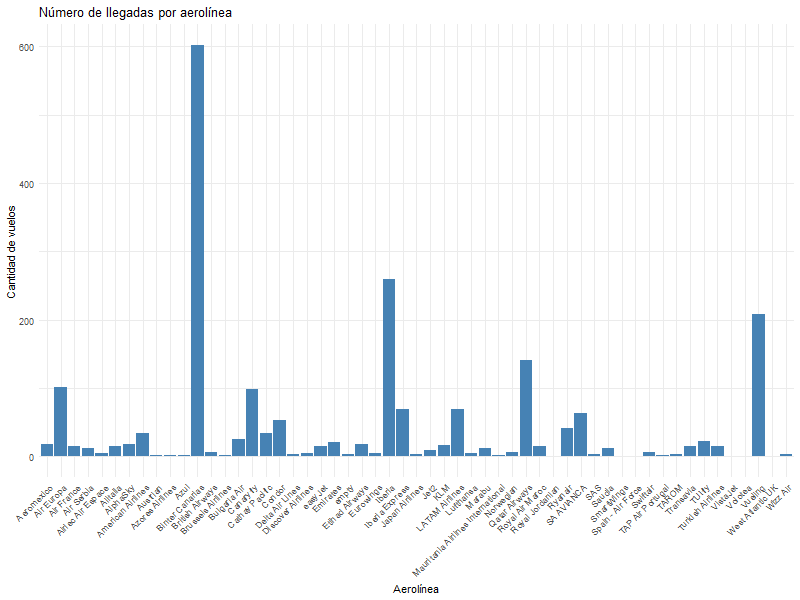 Número de llegadas por aerolínea
Cantidad de vuelos
600
400
200
0
Aeromexico
Air Europa
Air France
Air Serbia
Airlec Air Espace
Alitalia
AlphaSky
American Airlines
Austrian
Azores Airlines
Azul
Binter Canarias
British Airways
Brussels Airlines
Bulgaria Air
Canaryfly
Cathay Pacific
Condor
Delta Air Lines
Discover Airlines
easyJet
Emirates
empty
Etihad Airways
Eurowings
Iberia
Iberia Express
Japan Airlines
Jet2
KLM
LATAM Airlines
Lufthansa
Marabu
Mauritania Airlines International
Norwegian
Qatar Airways
Royal Air Maroc
Royal Jordanian
Ryanair
SA AVIANCA
SAS
Saudia
SmartWings
Spain - Air Force
Swiftair
TAP Air Portugal
TAROM
Transavia
TUIfly
Turkish Airlines
VistaJet
Volotea
Vueling
West Atlantic UK
Wizz Air
Aerolínea